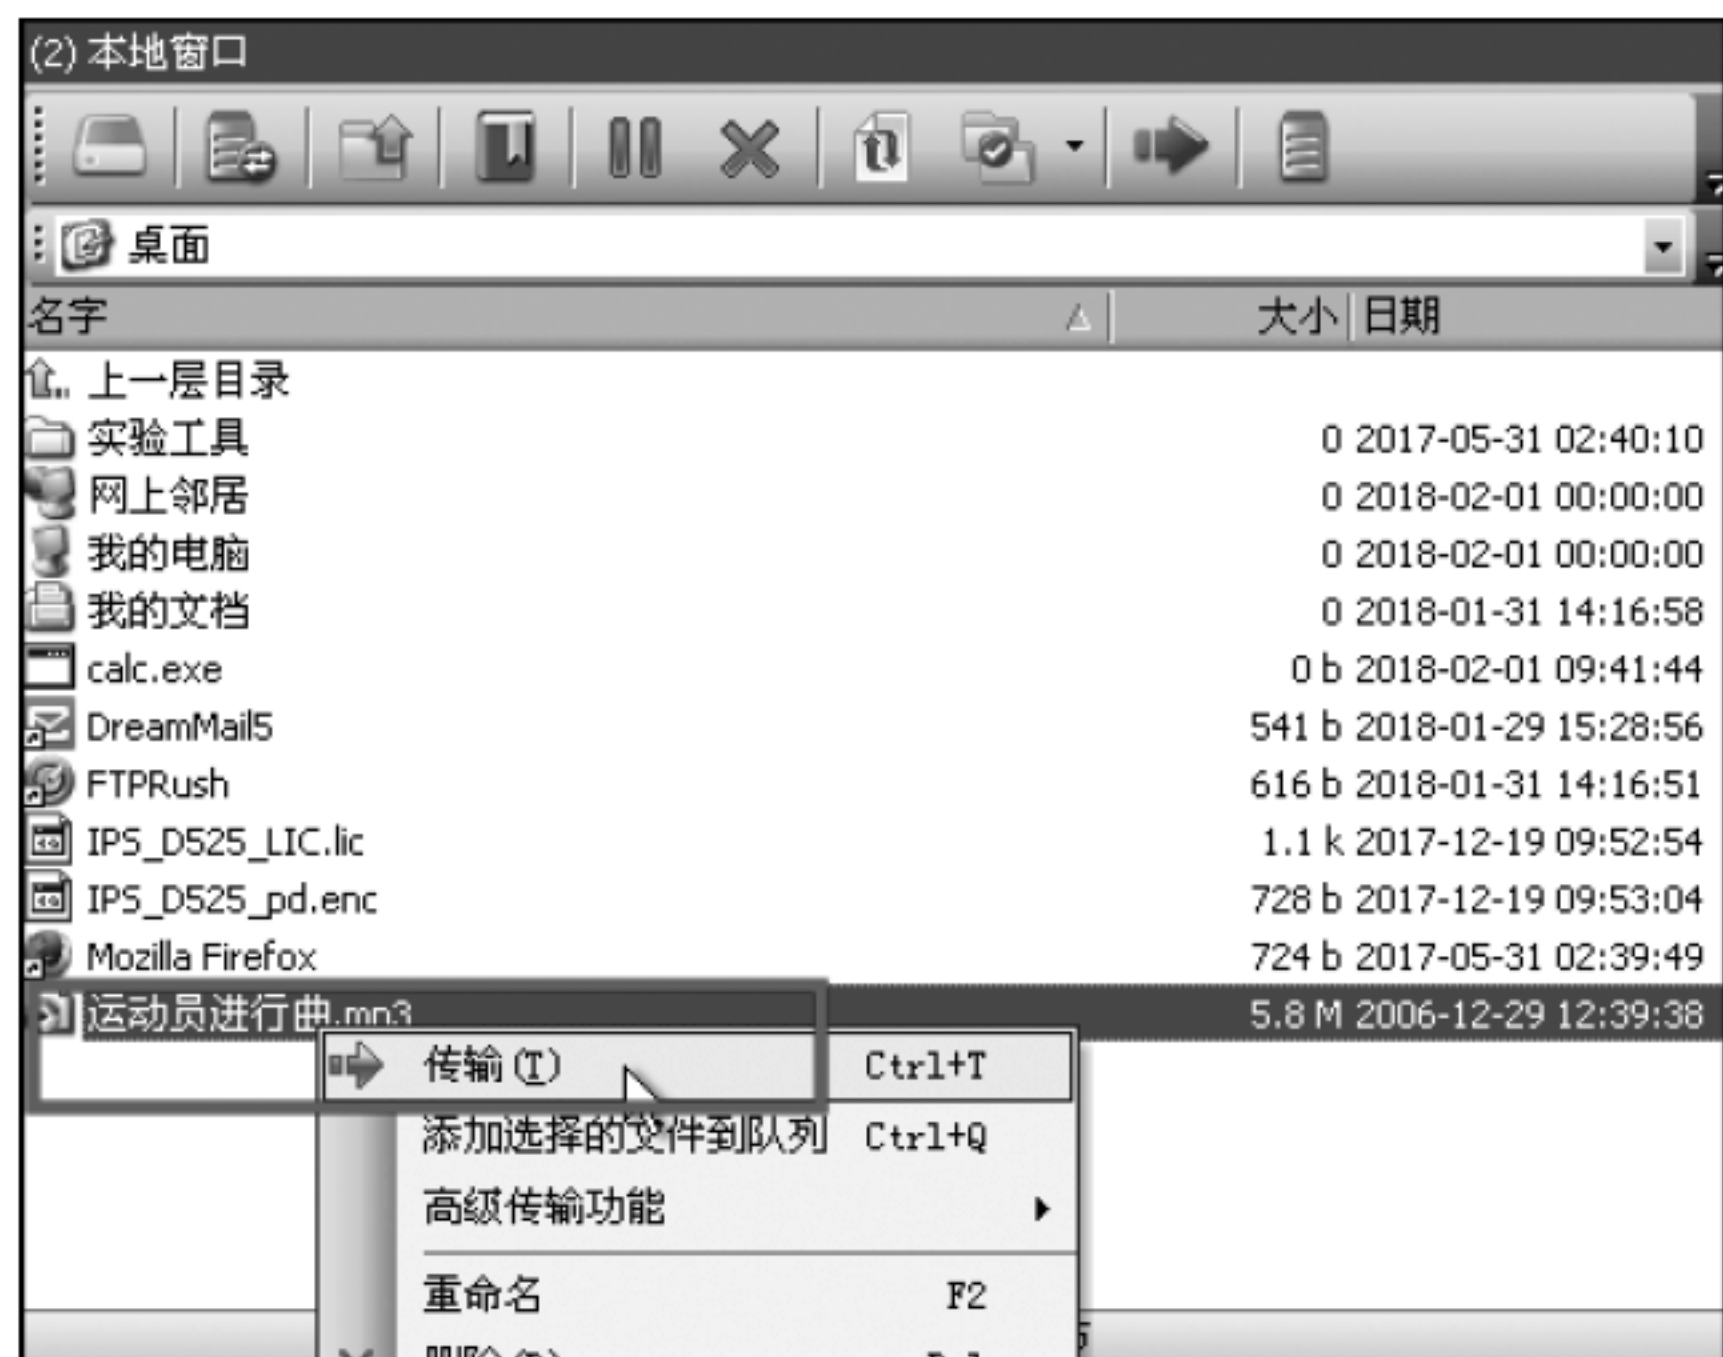 (2) 本地窗口
桌面
名字 大小 日期
上一层目录
实验工具 0 2017-05-31 02:40:10
网上邻居 0 2018-02-01 00:00:00
我的电脑 0 2018-02-01 00:00:00
我的文档 0 2018-01-31 14:16:58
calc.exe 0 b 2018-02-01 09:41:44
DreamMail5 541 b 2018-01-29 15:28:56
FTPRush 616 b 2018-01-31 14:16:51
IPS_D525_LIC.lic 1.1 k 2017-12-19 09:52:54
IPS_D525_pd.enc 728 b 2017-12-19 09:53:04
Mozilla Firefox 724 b 2017-05-31 02:39:49
运动员进行曲.mp3 5.8 M 2006-12-29 12:39:38
传输(T) Ctrl+T
添加选择的文件到队列 Ctrl+Q
高级传输功能
重命名 F2